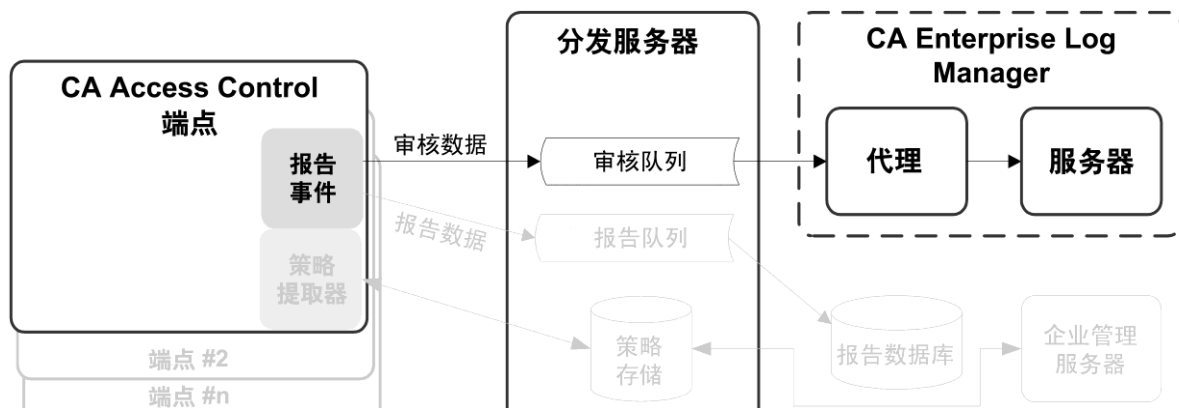 CA Access Control
端点
报告
事件
策略
提取器
端点 #2
端点 #n
审核数据
报告数据
分发服务器
审核队列
报告队列
策略
存储
CA Enterprise Log
Manager
代理
服务器
报告数据库
企业管理
服务器